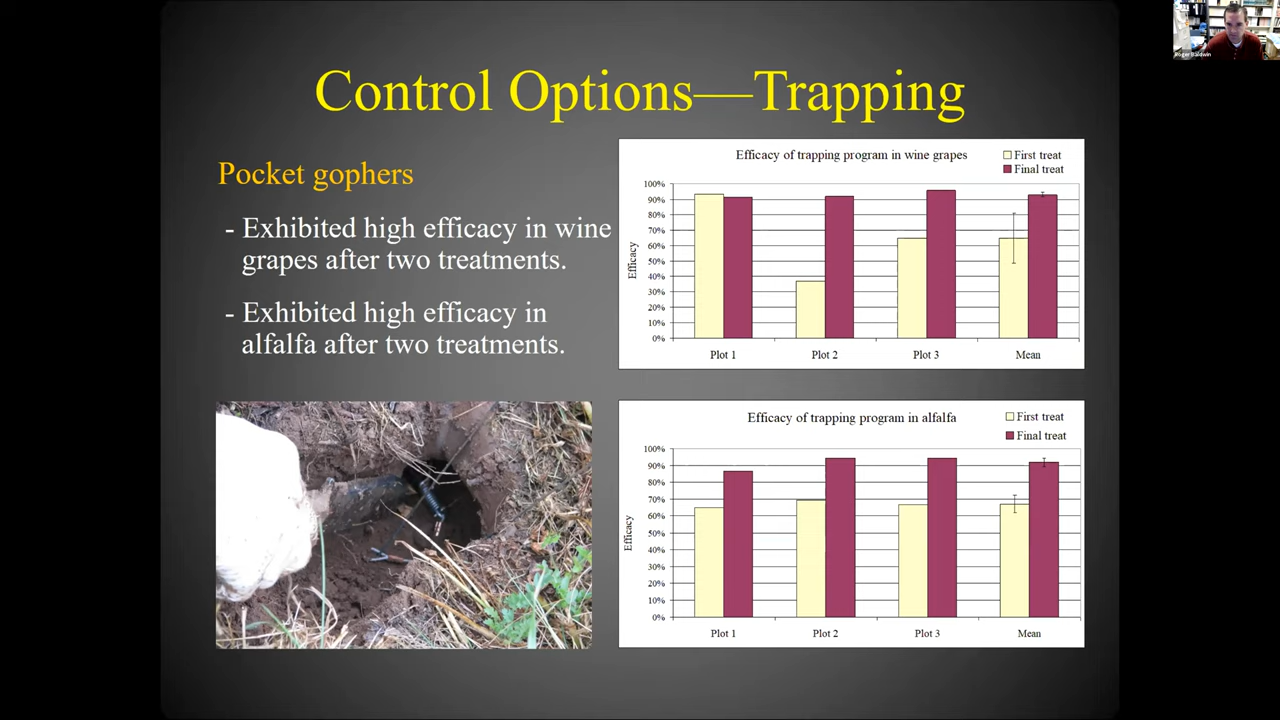 Roger Baldwin
Control Options—Trapping
Pocket gophers
- Exhibited high efficacy in wine
grapes after two treatments.
- Exhibited high efficacy in
alfalfa after two treatments.
Efficacy of trapping program in wine grapes
First treat
Final treat
Efficacy
100%
90%
80%
70%
60%
50%
40%
30%
20%
10%
0%
Plot 1
Plot 2
Plot 3
Mean
Efficacy of trapping program in alfalfa
First treat
Final treat
Efficacy
100%
90%
80%
70%
60%
50%
40%
30%
20%
10%
0%
Plot 1
Plot 2
Plot 3
Mean